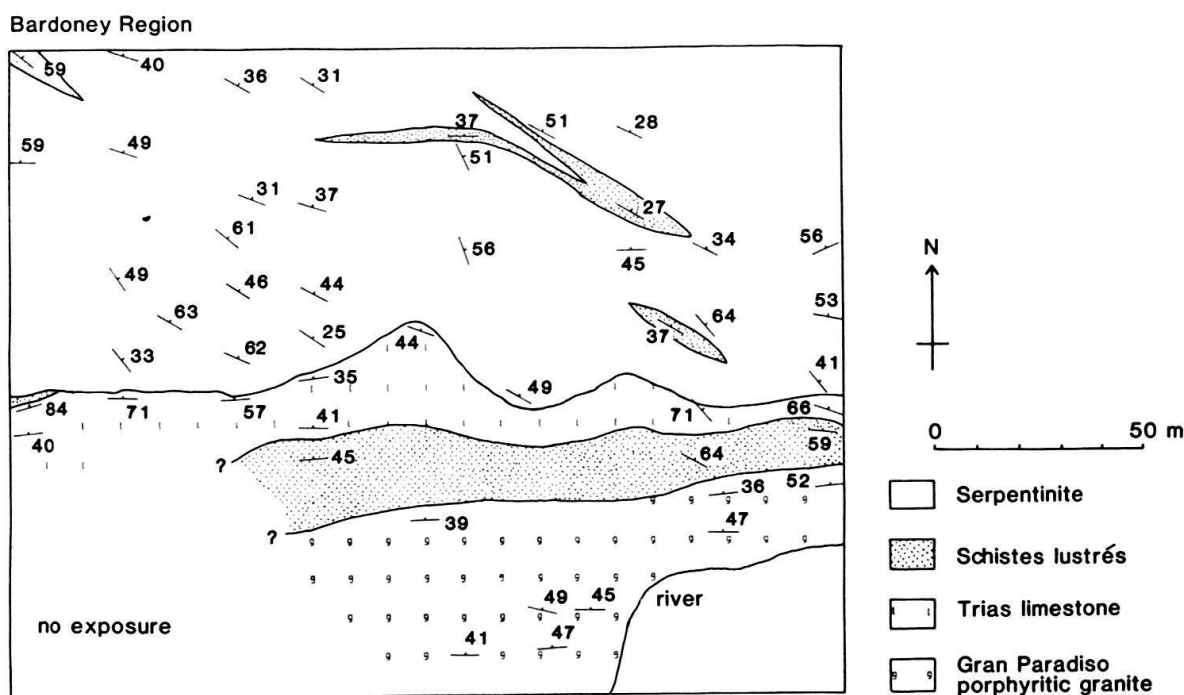 Bardoney Region
59 40 36 31
37 51 28
59 49 51
31 37 27
61 56 34 56
45
49 46 44
63 64 53
25 37
33 62 44
35 49 41
84 71 57 71 66
41
40 45 64 59
?
36 52
? 39 47
49 45 river
no exposure 41 47
N
0 50 m
Serpentinite
Schistes lustrés
Trias limestone
Gran Paradiso
porphyritic granite